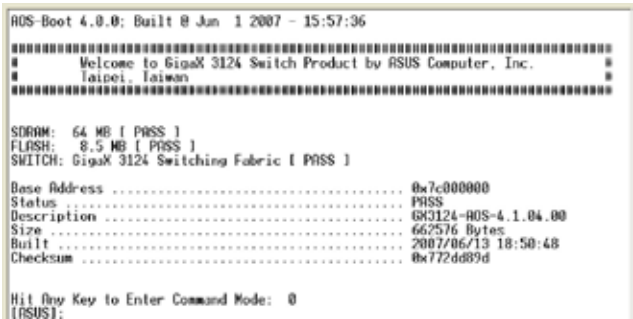 AOS-Boot 4.0.0; Built @ Jun 1 2007 - 15:57:36
################################################################################
# Welcome to GigaX 3124 Switch Product by ASUS Computer, Inc. #
# Taipei, Taiwan #
################################################################################
SDRAM: 64 MB [ PASS ]
FLASH: 8.5 MB [ PASS ]
SWITCH: GigaX 3124 Switching Fabric [ PASS ]
Base Address ...................................... 0x7c000000
Status ............................................ PASS
Description ....................................... GX3124-AOS-4.1.04.00
Size .............................................. 662576 Bytes
Built ............................................. 2007/06/13 18:50:48
Checksum .......................................... 0x772dd89d
Hit Any Key to Enter Command Mode: 0
[ASUS]: